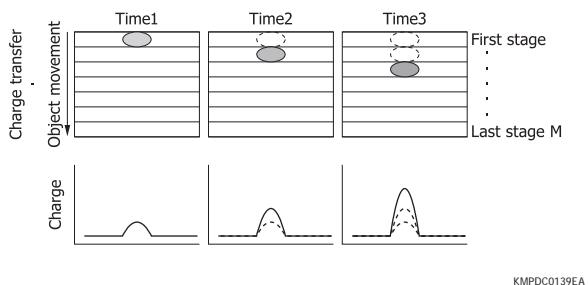 Time1
Time2
Time3
Charge transfer
Object movement
First stage
Last stage M
Charge
KMPDC0139EA